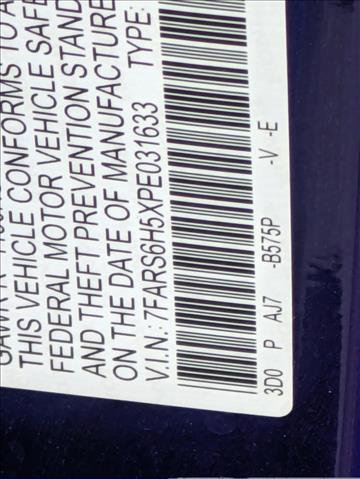 THIS VEHICLE CONFORMS TO A
FEDERAL MOTOR VEHICLE SAFE
AND THEFT PREVENTION STAND
ON THE DATE OF MANUFACTURE
V.I.N.: 7FARS6H5XPE031633 TYPE:
3D0 P AJ7 -B575P -V -E